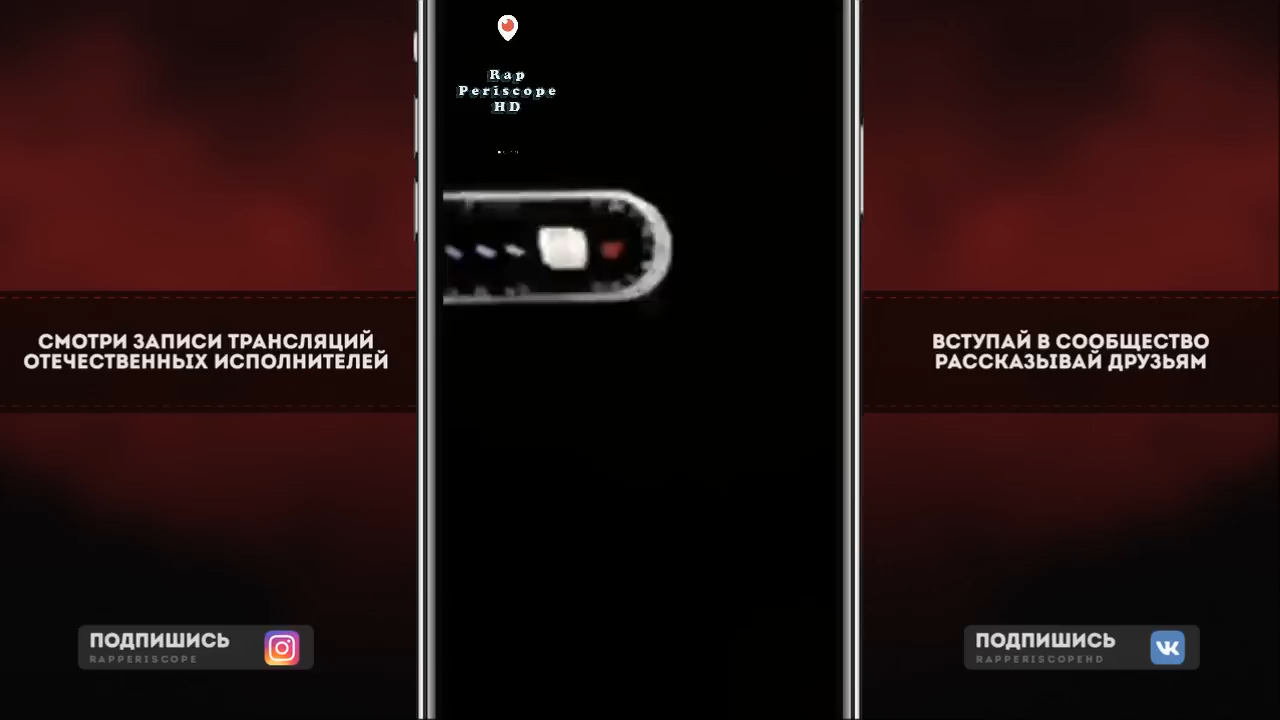 Rap
Periscope
HD
СМОТРИ ЗАПИСИ ТРАНСЛЯЦИЙ
ОТЕЧЕСТВЕННЫХ ИСПОЛНИТЕЛЕЙ
ВСТУПАЙ В СООБЩЕСТВО
РАССКАЗЫВАЙ ДРУЗЬЯМ
ПОДПИШИСЬ
RAPPERISCOPE
ПОДПИШИСЬ
RAPPERISCOPEHD